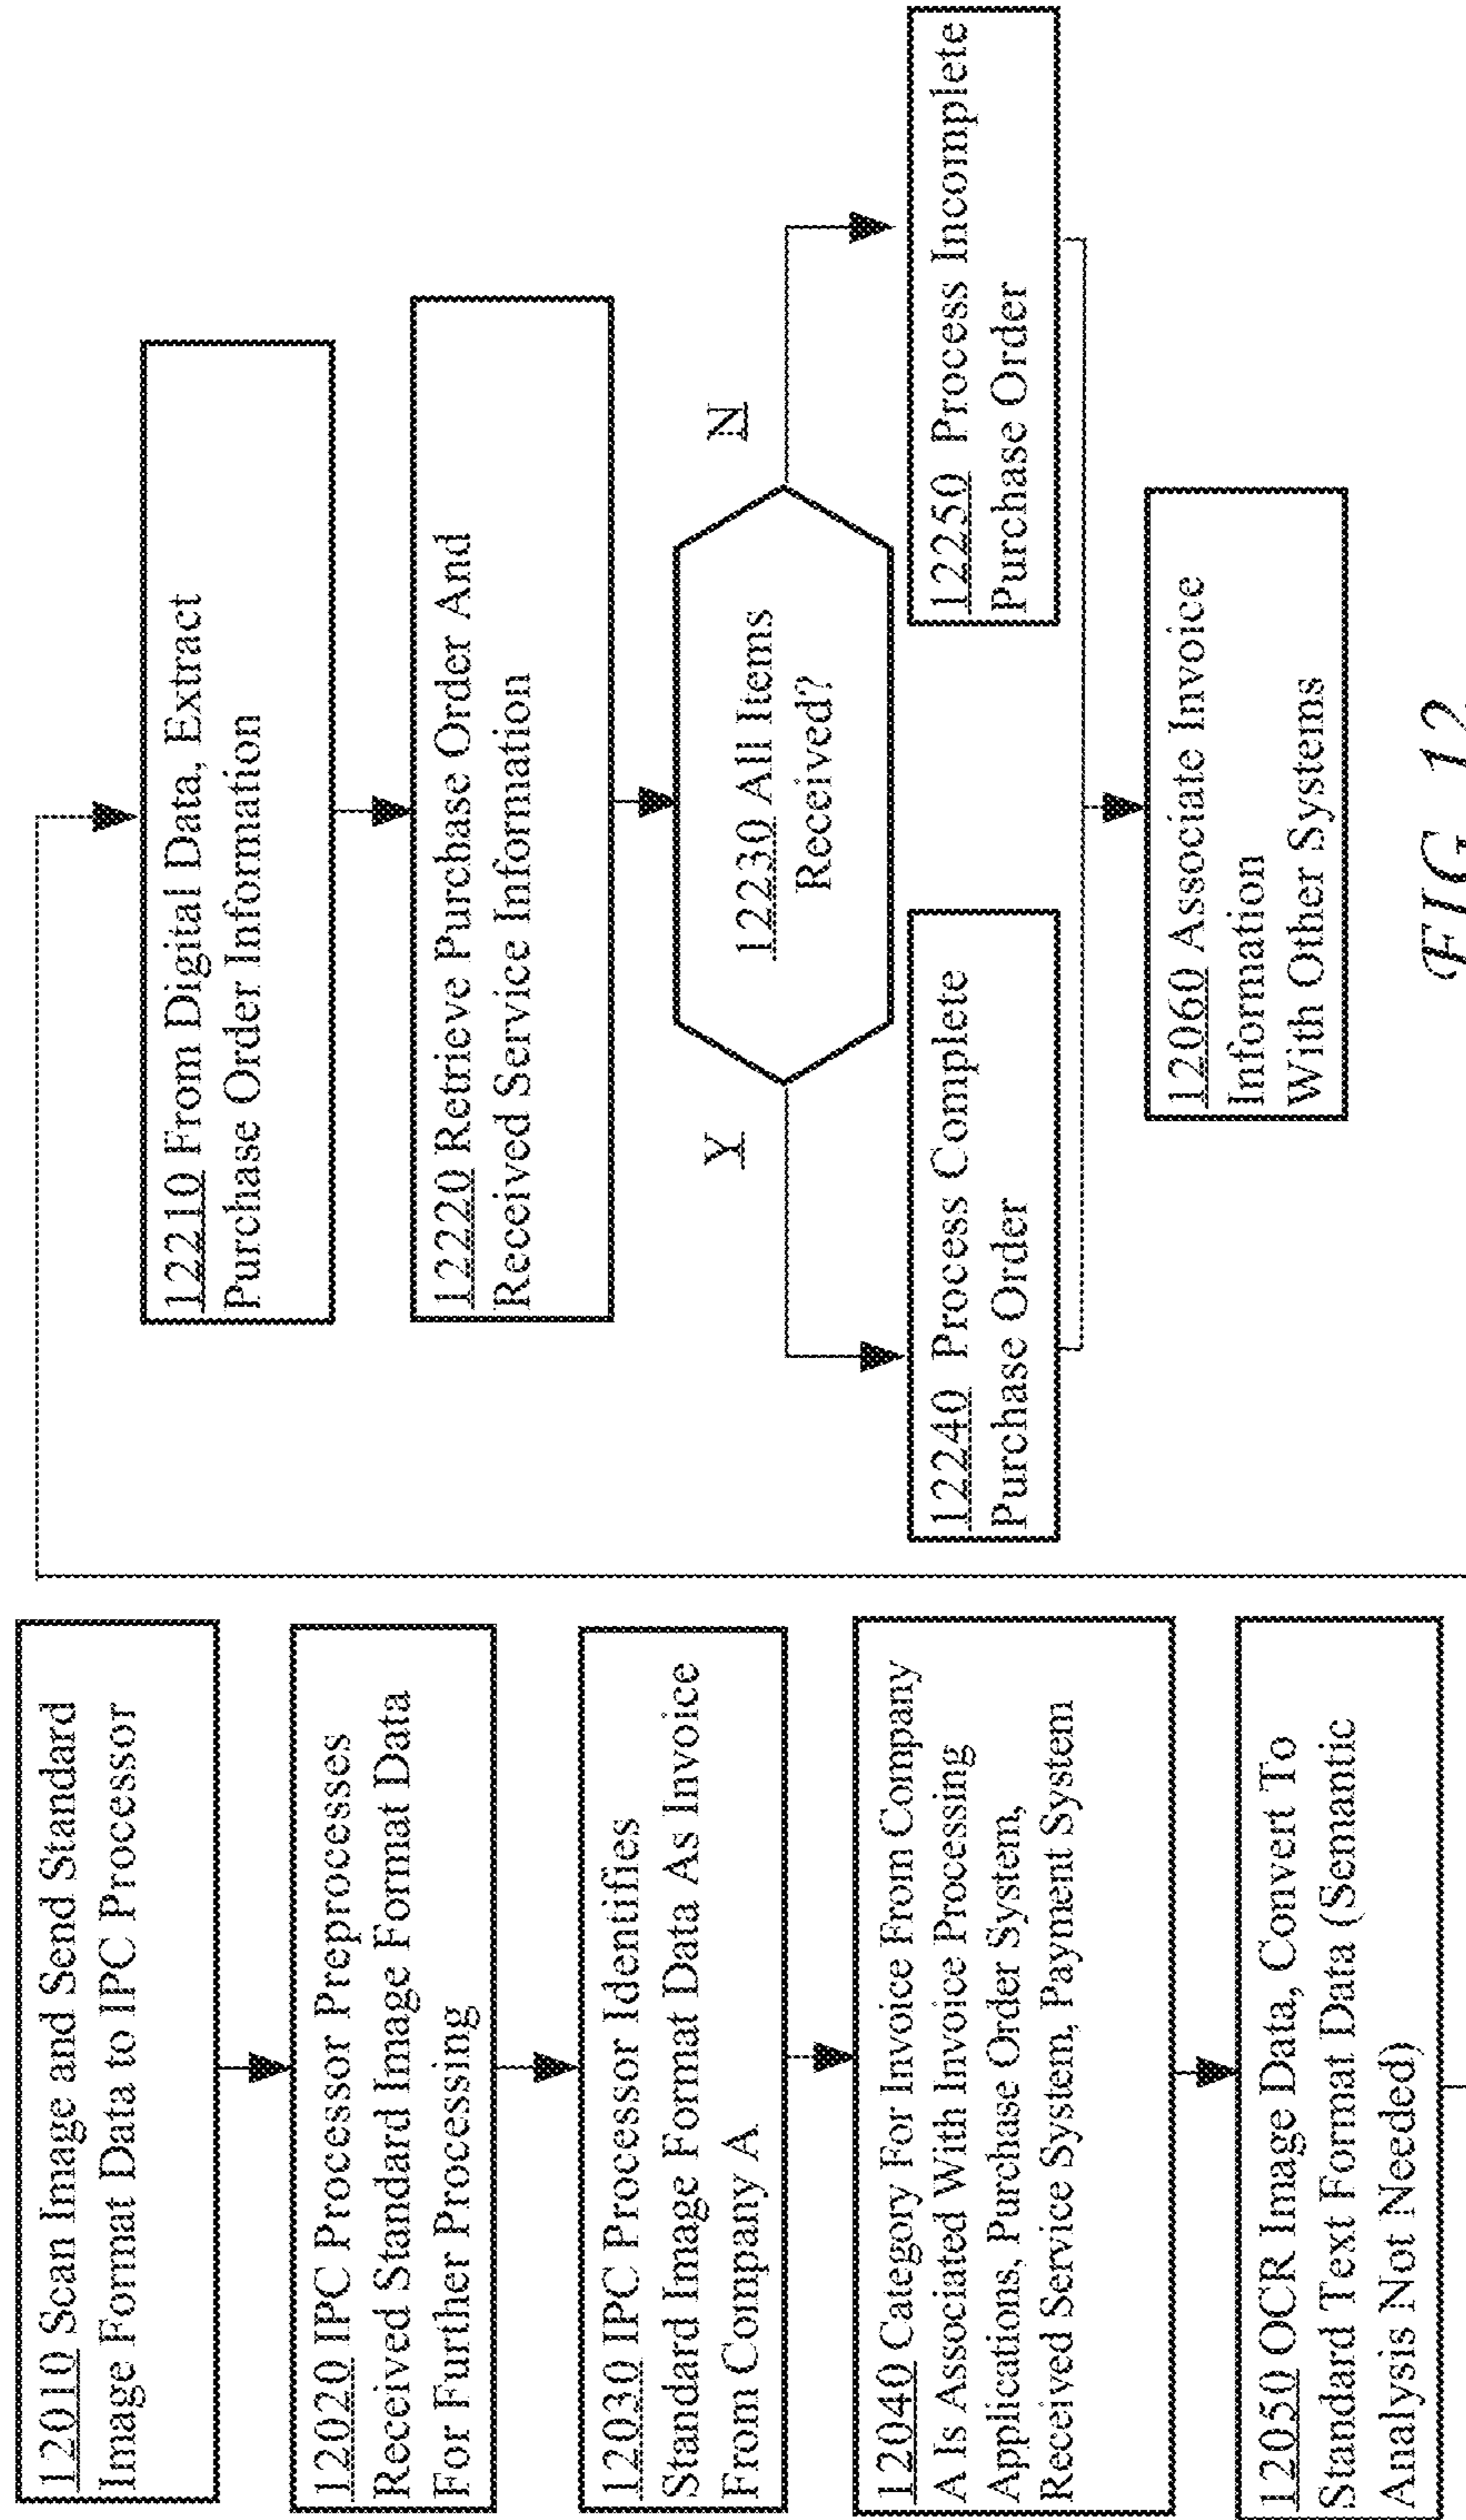 12010 Scan Image and Send Standard
Image Format Data to IPC Processor
12020 IPC Processor Preprocesses
Received Standard Image Format Data
For Further Processing
12030 IPC Processor Identifies
Standard Image Format Data As Invoice
From Company A
12040 Category For Invoice From Company
A Is Associated With Invoice Processing
Applications, Purchase Order System,
Received Service System, Payment System
12050 OCR Image Data, Convert To
Standard Text Format Data (Semantic
Analysis Not Needed)
12210 From Digital Data, Extract
Purchase Order Information
12220 Retrieve Purchase Order And
Received Service Information
12230 All Items
Received?
Y
N
12240 Process Complete
Purchase Order
12250 Process Incomplete
Purchase Order
12060 Associate Invoice
Information
With Other Systems
FIG. 12